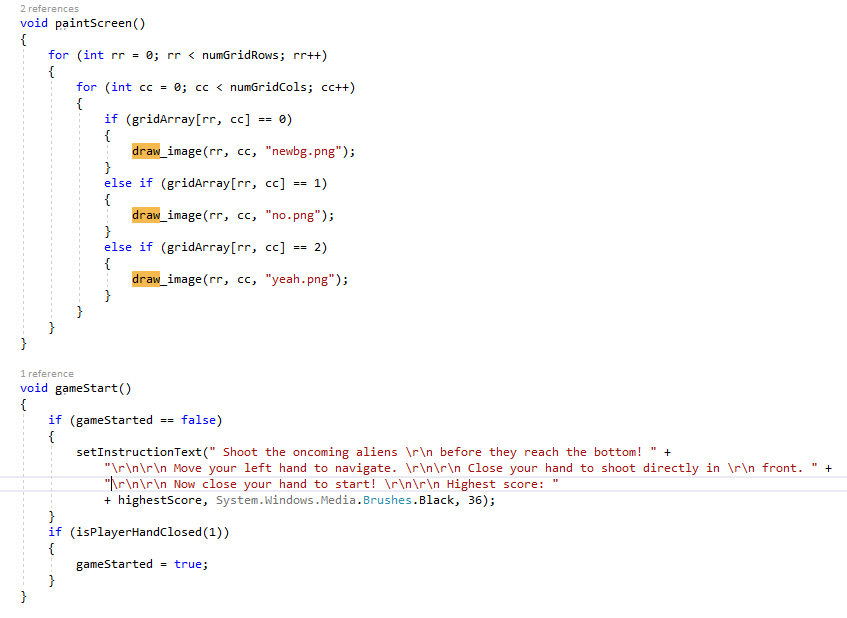 2 references
void paintScreen()
{
for (int rr = 0; rr < numGridRows; rr++)
{
for (int cc = 0; cc < numGridCols; cc++)
{
if (gridArray[rr, cc] == 0)
{
draw_image(rr, cc, "newbg.png");
}
else if (gridArray[rr, cc] == 1)
{
draw_image(rr, cc, "no.png");
}
else if (gridArray[rr, cc] == 2)
{
draw_image(rr, cc, "yeah.png");
}
}
}
}
1 reference
void gameStart()
{
if (gameStarted == false)
{
setInstructionText(" Shoot the oncoming aliens \r\n before they reach the bottom! " +
"\r\n\r\n Move your left hand to navigate. \r\n\r\n Close your hand to shoot directly in \r\n front. " +
"\r\n\r\n Now close your hand to start! \r\n\r\n Highest score: "
+ highestScore, System.Windows.Media.Brushes.Black, 36);
}
if (isPlayerHandClosed(1))
{
gameStarted = true;
}
}